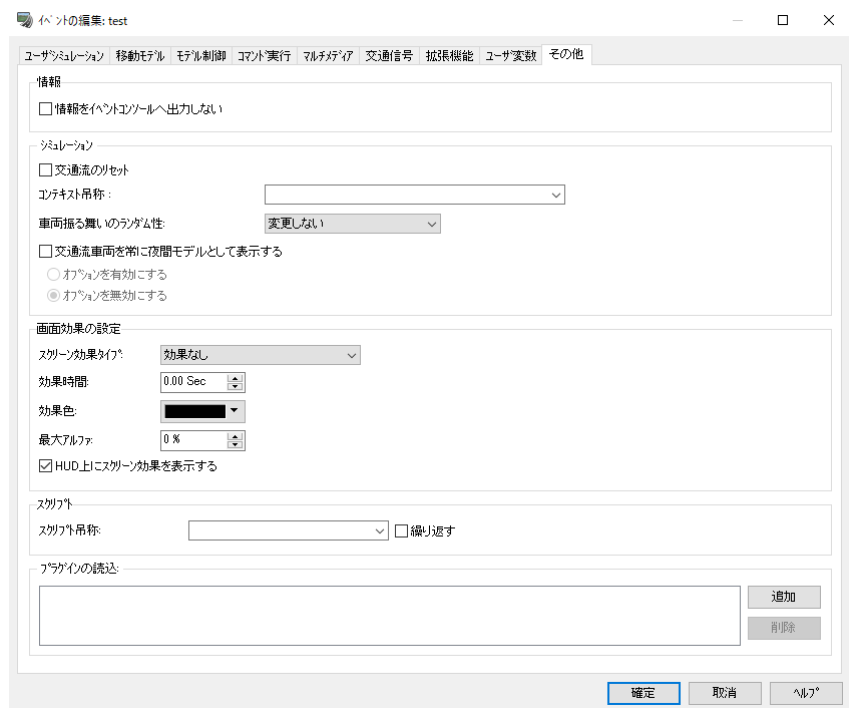 イベントの編集: test
ユーザシミュレーション 移動モデル モデル制御 コマンド実行 マルチメディア 交通信号 拡張機能 ユーザ変数 その他
情報
情報をイベントコンソールへ出力しない
シミュレーション
交通流のリセット
コンテキスト吊称 :
車両振る舞いのランダム性: 変更しない
交通流車両を常に夜間モデルとして表示する
オプションを有効にする
オプションを無効にする
画面効果の設定
スクリーン効果タイプ: 効果なし
効果時間: 0.00 Sec
効果色:
最大アルファ: 0 %
HUD上にスクリーン効果を表示する
スクリプト
スクリプト吊称: 繰り返す
プラグインの読込:
追加
削除
確定 取消 ヘルプ